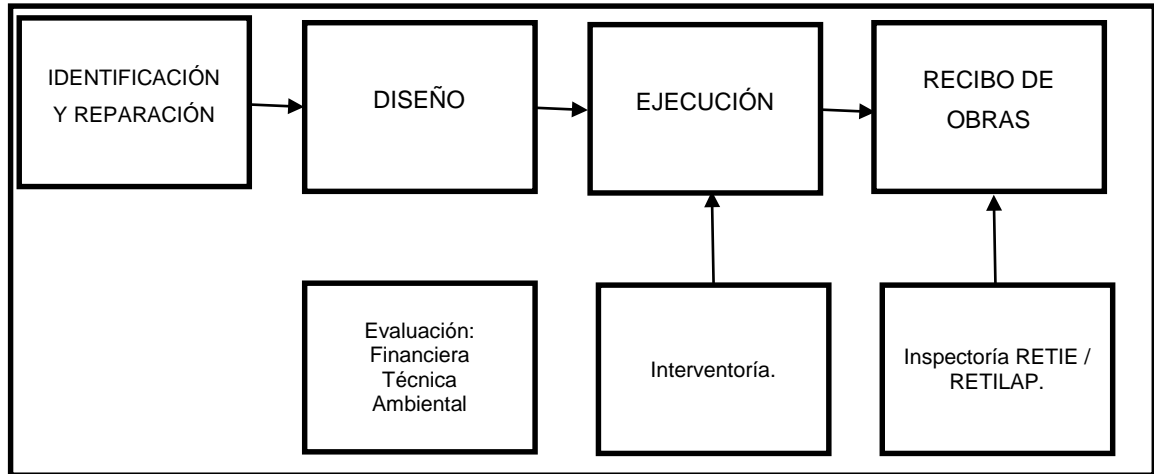 IDENTIFICACIÓN
Y REPARACIÓN
DISEÑO
EJECUCIÓN
RECIBO DE
OBRAS
Evaluación:
Financiera
Técnica
Ambiental
Interventoría.
Inspectoría RETIE /
RETILAP.